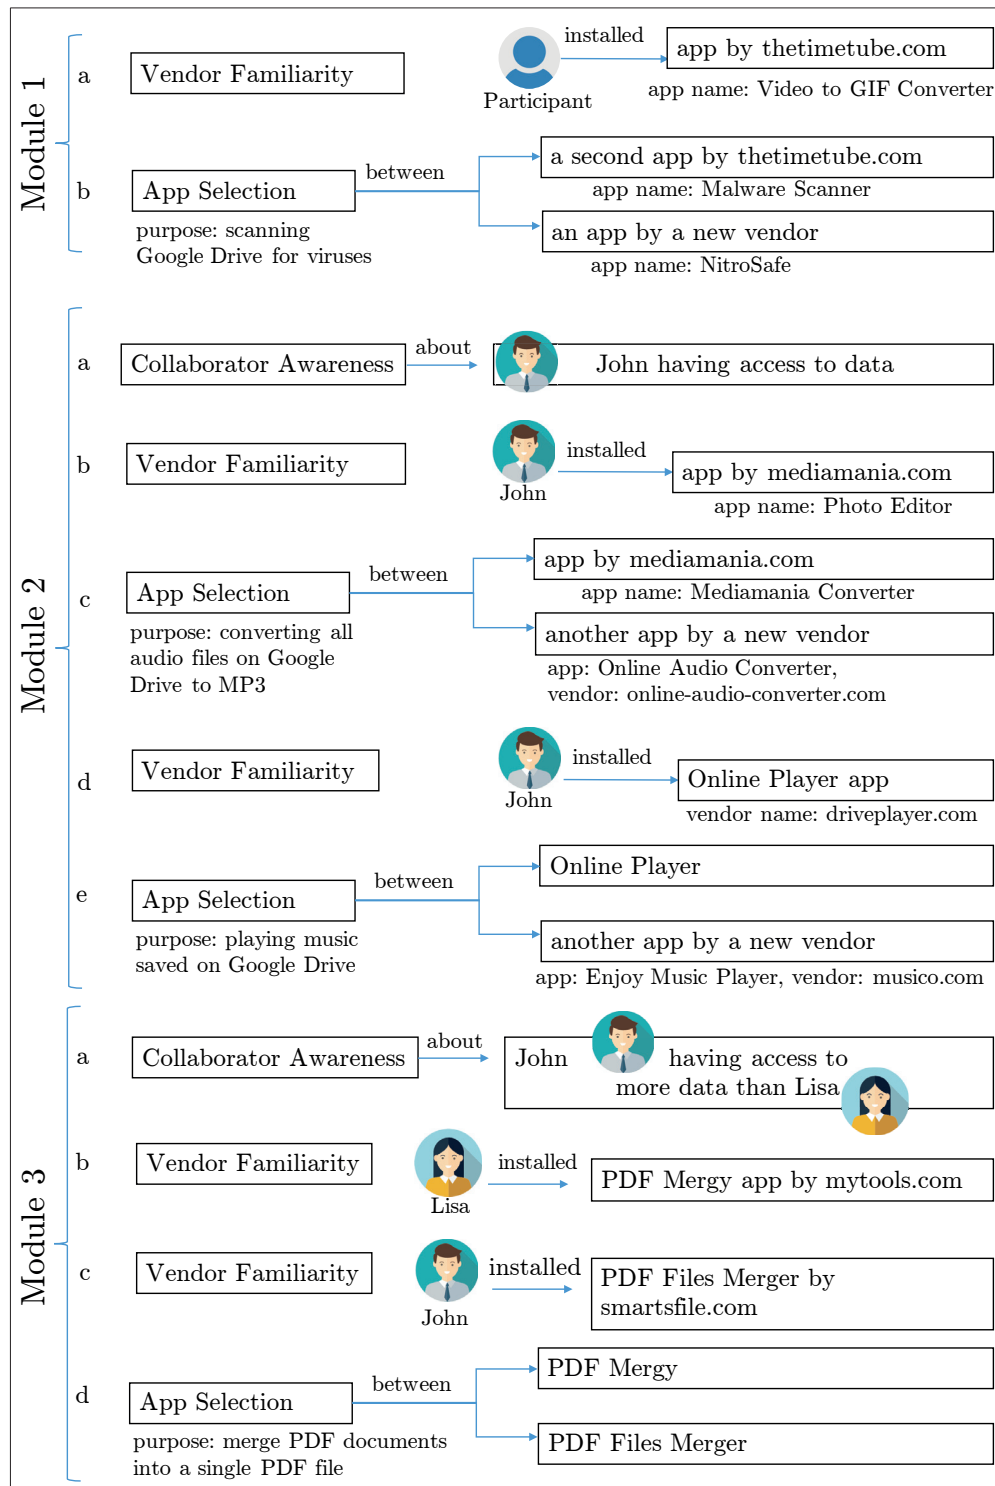 Module 1
a
Vendor Familiarity
Participant
installed
app by thetimetube.com
app name: Video to GIF Converter
b
App Selection
purpose: scanning
Google Drive for viruses
between
a second app by thetimetube.com
app name: Malware Scanner
an app by a new vendor
app name: NitroSafe
Module 2
a
Collaborator Awareness
about
John having access to data
b
Vendor Familiarity
John
installed
app by mediamania.com
app name: Photo Editor
c
App Selection
purpose: converting all
audio files on Google
Drive to MP3
between
app by mediamania.com
app name: Mediamania Converter
another app by a new vendor
app: Online Audio Converter,
vendor: online-audio-converter.com
d
Vendor Familiarity
John
installed
Online Player app
vendor name: driveplayer.com
e
App Selection
purpose: playing music
saved on Google Drive
between
Online Player
another app by a new vendor
app: Enjoy Music Player, vendor: musico.com
Module 3
a
Collaborator Awareness
about
John having access to
more data than Lisa
b
Vendor Familiarity
Lisa
installed
PDF Mergy app by mytools.com
c
Vendor Familiarity
John
installed
PDF Files Merger by
smartsfile.com
d
App Selection
purpose: merge PDF documents
into a single PDF file
between
PDF Mergy
PDF Files Merger